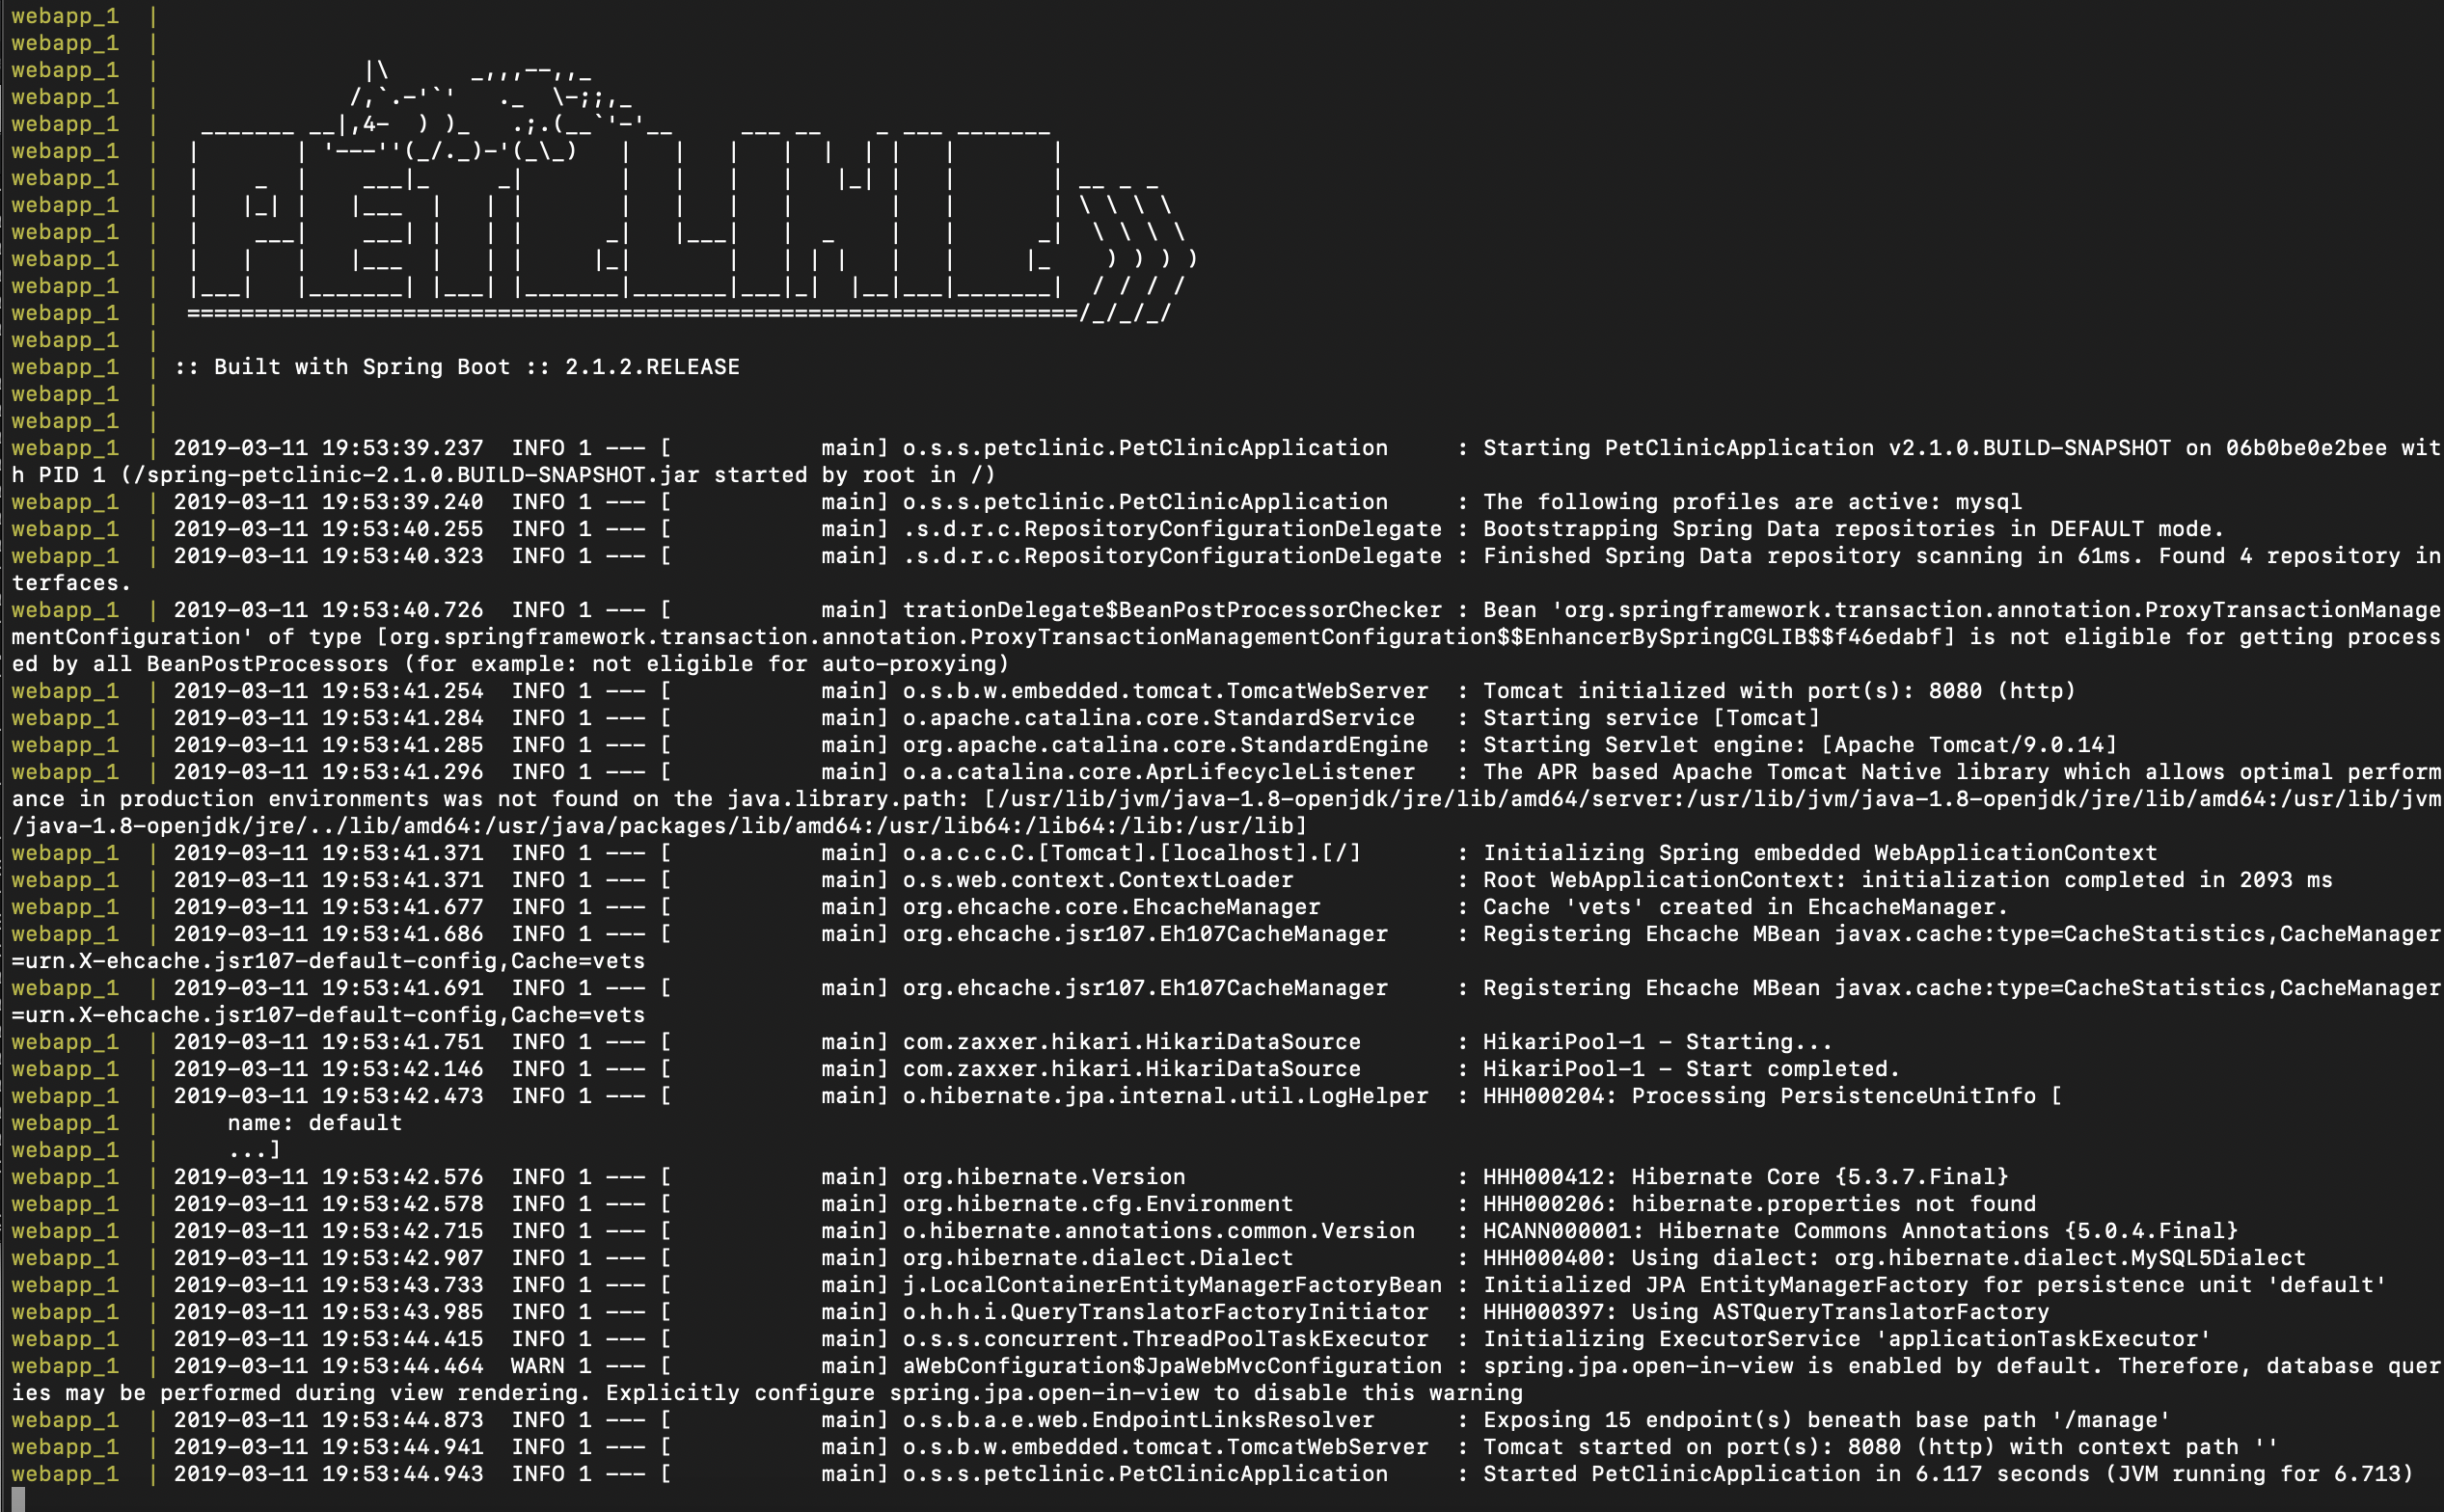 webapp_1  |
webapp_1  |
webapp_1  |                |\      _,,,--,,_
webapp_1  |               /,`.-'`'   ._  \-;;,_
webapp_1  |    _______ __|,4-  ) )_   .;.(__`'-'__     ___ __    _ ___ _______
webapp_1  |   |       | '---''(_/._)-'(_\_)   |   |   |   |  |  | |   |       |
webapp_1  |   |    _  |    ___|_     _|       |   |   |   |   |_| |   |       | __ _ _
webapp_1  |   |   |_| |   |___  |   | |       |   |   |   |       |   |       | \ \ \ \
webapp_1  |   |    ___|    ___| |   | |      _|   |___|   |  _    |   |      _|  \ \ \ \
webapp_1  |   |   |   |   |___  |   | |     |_|       |   | | |   |   |     |_    ) ) ) )
webapp_1  |   |___|   |_______| |___| |_______|_______|___|_|  |__|___|_______|  / / / /
webapp_1  |   ==================================================================/_/_/_/
webapp_1  |
webapp_1  | :: Built with Spring Boot :: 2.1.2.RELEASE
webapp_1  |
webapp_1  |
webapp_1  | 2019-03-11 19:53:39.237  INFO 1 --- [           main] o.s.s.petclinic.PetClinicApplication     : Starting PetClinicApplication v2.1.0.BUILD-SNAPSHOT on 06b0be0e2bee wit
h PID 1 (/spring-petclinic-2.1.0.BUILD-SNAPSHOT.jar started by root in /)
webapp_1  | 2019-03-11 19:53:39.240  INFO 1 --- [           main] o.s.s.petclinic.PetClinicApplication     : The following profiles are active: mysql
webapp_1  | 2019-03-11 19:53:40.255  INFO 1 --- [           main] .s.d.r.c.RepositoryConfigurationDelegate : Bootstrapping Spring Data repositories in DEFAULT mode.
webapp_1  | 2019-03-11 19:53:40.323  INFO 1 --- [           main] .s.d.r.c.RepositoryConfigurationDelegate : Finished Spring Data repository scanning in 61ms. Found 4 repository in
terfaces.
webapp_1  | 2019-03-11 19:53:40.726  INFO 1 --- [           main] trationDelegate$BeanPostProcessorChecker : Bean 'org.springframework.transaction.annotation.ProxyTransactionManage
mentConfiguration' of type [org.springframework.transaction.annotation.ProxyTransactionManagementConfiguration$$EnhancerBySpringCGLIB$$f46edabf] is not eligible for getting process
ed by all BeanPostProcessors (for example: not eligible for auto-proxying)
webapp_1  | 2019-03-11 19:53:41.254  INFO 1 --- [           main] o.s.b.w.embedded.tomcat.TomcatWebServer  : Tomcat initialized with port(s): 8080 (http)
webapp_1  | 2019-03-11 19:53:41.284  INFO 1 --- [           main] o.apache.catalina.core.StandardService   : Starting service [Tomcat]
webapp_1  | 2019-03-11 19:53:41.285  INFO 1 --- [           main] org.apache.catalina.core.StandardEngine  : Starting Servlet engine: [Apache Tomcat/9.0.14]
webapp_1  | 2019-03-11 19:53:41.296  INFO 1 --- [           main] o.a.catalina.core.AprLifecycleListener   : The APR based Apache Tomcat Native library which allows optimal perform
ance in production environments was not found on the java.library.path: [/usr/lib/jvm/java-1.8-openjdk/jre/lib/amd64/server:/usr/lib/jvm/java-1.8-openjdk/jre/lib/amd64:/usr/lib/jvm
/java-1.8-openjdk/jre/../lib/amd64:/usr/java/packages/lib/amd64:/usr/lib64:/lib64:/lib:/usr/lib]
webapp_1  | 2019-03-11 19:53:41.371  INFO 1 --- [           main] o.a.c.c.C.[Tomcat].[localhost].[/]       : Initializing Spring embedded WebApplicationContext
webapp_1  | 2019-03-11 19:53:41.371  INFO 1 --- [           main] o.s.web.context.ContextLoader            : Root WebApplicationContext: initialization completed in 2093 ms
webapp_1  | 2019-03-11 19:53:41.677  INFO 1 --- [           main] org.ehcache.core.EhcacheManager          : Cache 'vets' created in EhcacheManager.
webapp_1  | 2019-03-11 19:53:41.686  INFO 1 --- [           main] org.ehcache.jsr107.Eh107CacheManager     : Registering Ehcache MBean javax.cache:type=CacheStatistics,CacheManager
=urn.X-ehcache.jsr107-default-config,Cache=vets
webapp_1  | 2019-03-11 19:53:41.691  INFO 1 --- [           main] org.ehcache.jsr107.Eh107CacheManager     : Registering Ehcache MBean javax.cache:type=CacheStatistics,CacheManager
=urn.X-ehcache.jsr107-default-config,Cache=vets
webapp_1  | 2019-03-11 19:53:41.751  INFO 1 --- [           main] com.zaxxer.hikari.HikariDataSource       : HikariPool-1 - Starting...
webapp_1  | 2019-03-11 19:53:42.146  INFO 1 --- [           main] com.zaxxer.hikari.HikariDataSource       : HikariPool-1 - Start completed.
webapp_1  | 2019-03-11 19:53:42.473  INFO 1 --- [           main] o.hibernate.jpa.internal.util.LogHelper  : HHH000204: Processing PersistenceUnitInfo [
webapp_1  |     name: default
webapp_1  |     ...]
webapp_1  | 2019-03-11 19:53:42.576  INFO 1 --- [           main] org.hibernate.Version                    : HHH000412: Hibernate Core {5.3.7.Final}
webapp_1  | 2019-03-11 19:53:42.578  INFO 1 --- [           main] org.hibernate.cfg.Environment            : HHH000206: hibernate.properties not found
webapp_1  | 2019-03-11 19:53:42.715  INFO 1 --- [           main] o.hibernate.annotations.common.Version   : HCANN000001: Hibernate Commons Annotations {5.0.4.Final}
webapp_1  | 2019-03-11 19:53:42.907  INFO 1 --- [           main] org.hibernate.dialect.Dialect            : HHH000400: Using dialect: org.hibernate.dialect.MySQL5Dialect
webapp_1  | 2019-03-11 19:53:43.733  INFO 1 --- [           main] j.LocalContainerEntityManagerFactoryBean : Initialized JPA EntityManagerFactory for persistence unit 'default'
webapp_1  | 2019-03-11 19:53:43.985  INFO 1 --- [           main] o.h.h.i.QueryTranslatorFactoryInitiator  : HHH000397: Using ASTQueryTranslatorFactory
webapp_1  | 2019-03-11 19:53:44.415  INFO 1 --- [           main] o.s.s.concurrent.ThreadPoolTaskExecutor  : Initializing ExecutorService 'applicationTaskExecutor'
webapp_1  | 2019-03-11 19:53:44.464  WARN 1 --- [           main] aWebConfiguration$JpaWebMvcConfiguration : spring.jpa.open-in-view is enabled by default. Therefore, database quer
ies may be performed during view rendering. Explicitly configure spring.jpa.open-in-view to disable this warning
webapp_1  | 2019-03-11 19:53:44.873  INFO 1 --- [           main] o.s.b.a.e.web.EndpointLinksResolver      : Exposing 15 endpoint(s) beneath base path '/manage'
webapp_1  | 2019-03-11 19:53:44.941  INFO 1 --- [           main] o.s.b.w.embedded.tomcat.TomcatWebServer  : Tomcat started on port(s): 8080 (http) with context path ''
webapp_1  | 2019-03-11 19:53:44.943  INFO 1 --- [           main] o.s.s.petclinic.PetClinicApplication     : Started PetClinicApplication in 6.117 seconds (JVM running for 6.713)